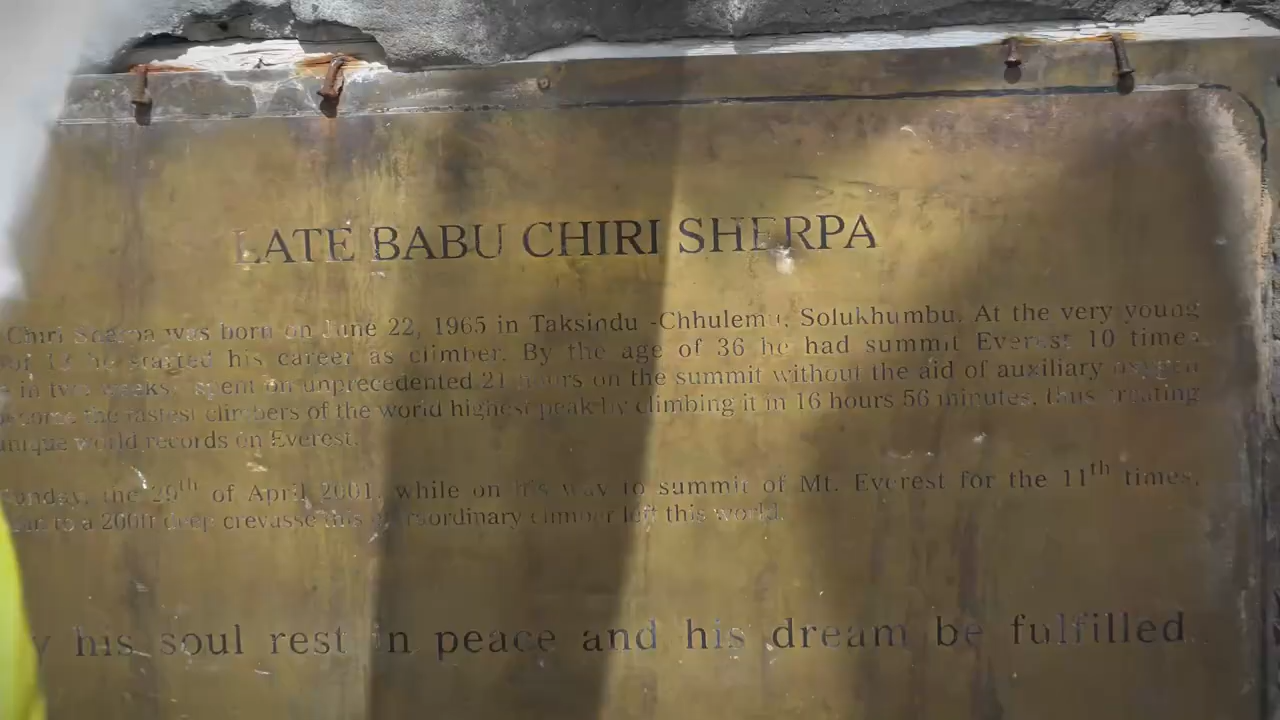 LATE BABU CHIRI SHERPA
Chiri Sherpa was born on June 22, 1965 in Taksindu -Chhulemu, Solukhumbu. At the very young
of 13 he started his career as climber. By the age of 36 he had summit Everest 10 times.
in two weeks, spent on unprecedented 21 hours on the summit without the aid of auxiliary oxygen
become the fastest climbers of the world highest peak by climbing it in 16 hours 56 minutes, thus creating
unique world records on Everest.
the 29th of April 2001, while on his way to summit of Mt. Everest for the 11th times,
to a 200ft deep crevasse this extraordinary climber left this world.
his soul rest in peace and his dream be fulfilled